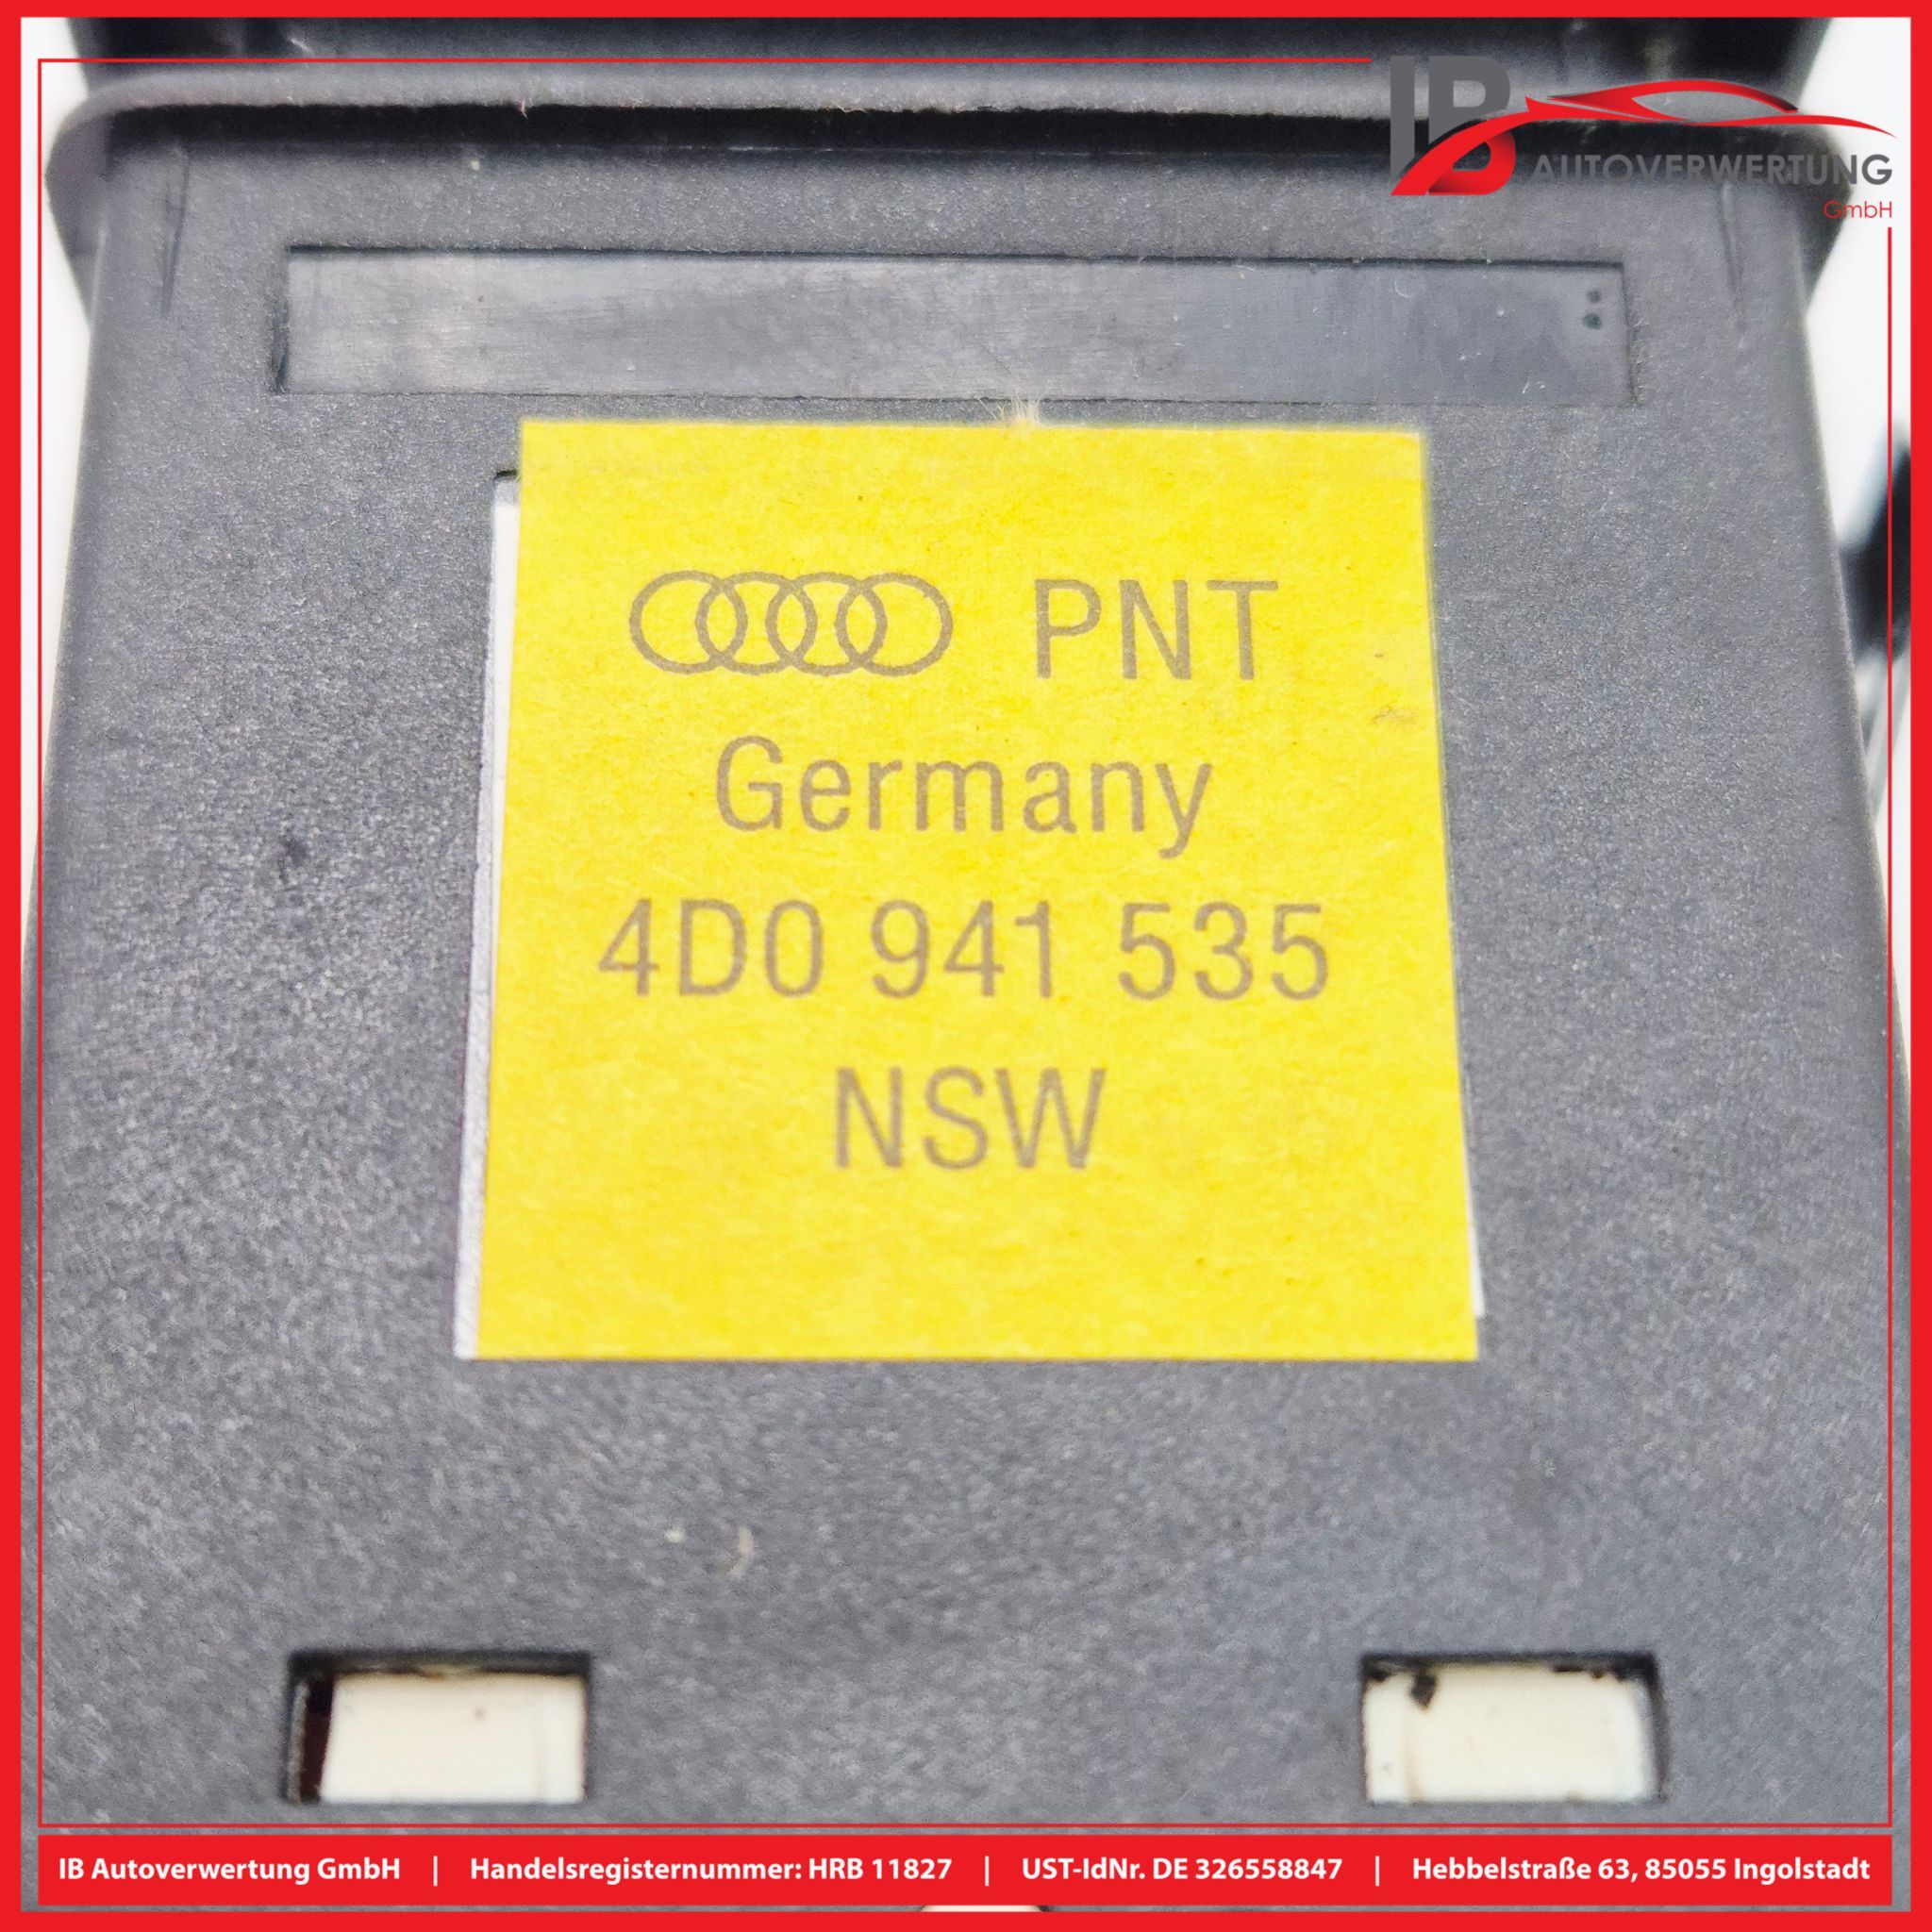 IB
AUTOVERWERTUNG
GmbH
PNT
Germany
4D0 941 535
NSW
IB Autoverwertung GmbH | Handelsregisternummer: HRB 11827 | UST-IdNr. DE 326558847 | Hebbelstraße 63, 85055 Ingolstadt